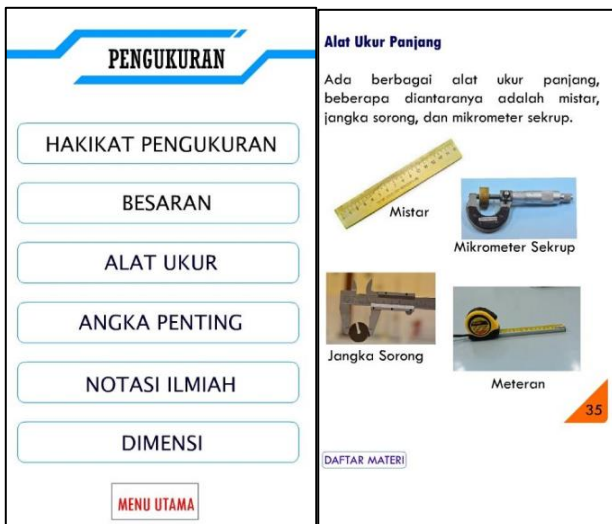 PENGUKURAN
HAKIKAT PENGUKURAN
BESARAN
ALAT UKUR
ANGKA PENTING
NOTASI ILMIAH
DIMENSI
MENU UTAMA
Alat Ukur Panjang
Ada berbagai alat ukur panjang,
beberapa diantaranya adalah mistar,
jangka sorong, dan mikrometer sekrup.
Mistar
Mikrometer Sekrup
Jangka Sorong
Meteran
35
DAFTAR MATERI